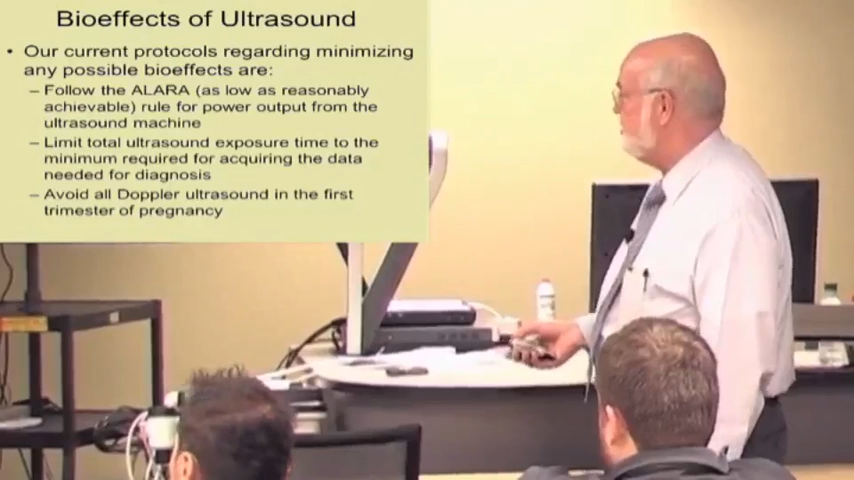 Bioeffects of Ultrasound
• Our current protocols regarding minimizing
any possible bioeffects are:
– Follow the ALARA (as low as reasonably
achievable) rule for power output from the
ultrasound machine
– Limit total ultrasound exposure time to the
minimum required for acquiring the data
needed for diagnosis
– Avoid all Doppler ultrasound in the first
trimester of pregnancy